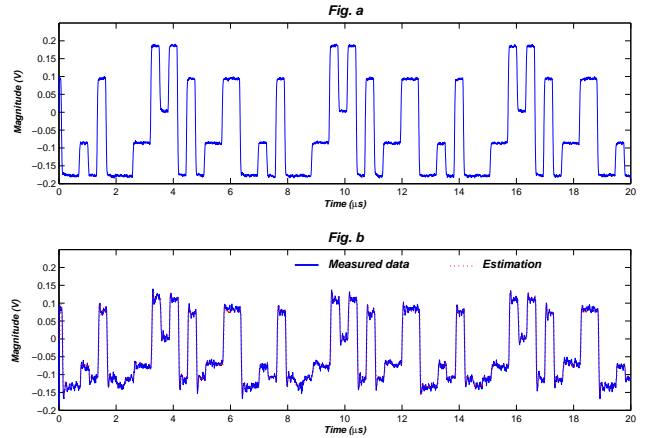 Fig. a
0.2
0.15
0.1
0.05
0
−0.05
−0.1
−0.15
−0.2
Magnitude (V)
0 2 4 6 8 10 12 14 16 18 20
Time (μs)
Fig. b
Measured data Estimation
0.2
0.15
0.1
0.05
0
−0.05
−0.1
−0.15
−0.2
Magnitude (V)
0 2 4 6 8 10 12 14 16 18 20
Time (μs)